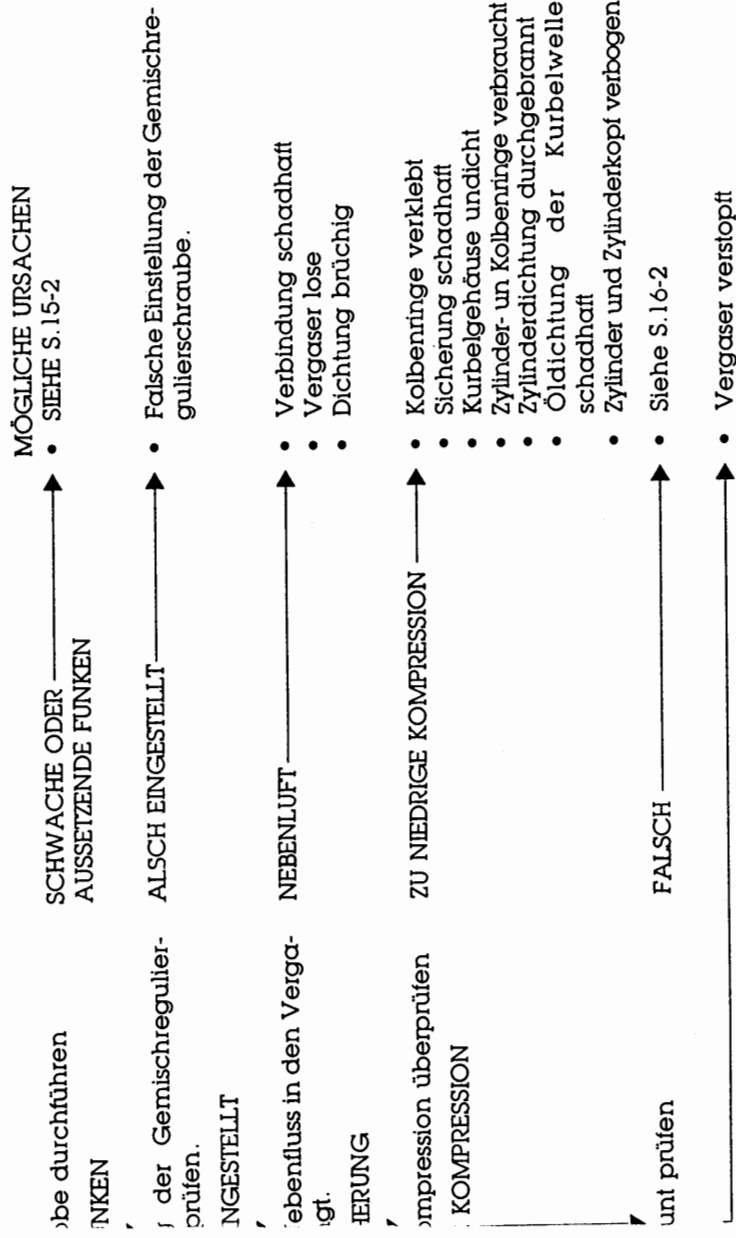 MÖGLICHE URSACHEN
be durchführen
SCHWACHE ODER
• SIEHE S.15-2
NKEN
AUSSETZENDE FUNKEN
der Gemischregulier-
ALSCH EINGESTELLT
• Falsche Einstellung der Gemischre-
prüfen.
gulierschraube.
NGESTELLT
ebenfluss in den Verga-
NEBENLUFT
• Verbindung schadhaft
gt.
• Vergaser lose
• Dichtung brüchig
HERUNG
ompression überprüfen
ZU NIEDRIGE KOMPRESSION
• Kolbenringe verklebt
• Sicherung schadhaft
KOMPRESSION
• Kurbelgehäuse undicht
• Zylinder- un Kolbenringe verbraucht
• Zylinderdichtung durchgebrannt
• Öldichtung der Kurbelwelle
schadhaft
• Zylinder und Zylinderkopf verbogen
unt prüfen
FALSCH
• Siehe S.16-2
• Vergaser verstopft